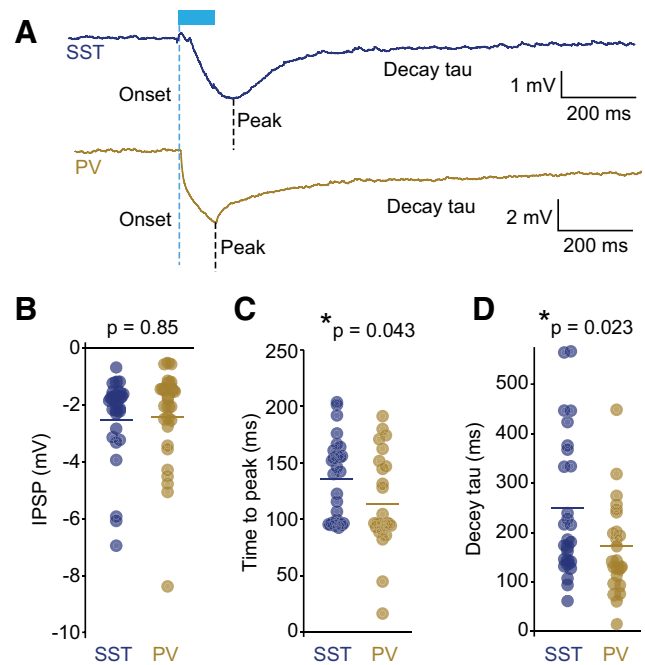 A
SST
Onset
Peak
Decay tau
1 mV
200 ms
PV
Onset
Peak
Decay tau
2 mV
200 ms
B
p = 0.85
0
-2
-4
-6
-8
-10
IPSP (mV)
SST PV
C
* p = 0.043
250
200
150
100
50
0
Time to peak (ms)
SST PV
D
* p = 0.023
500
400
300
200
100
0
Decey tau (ms)
SST PV